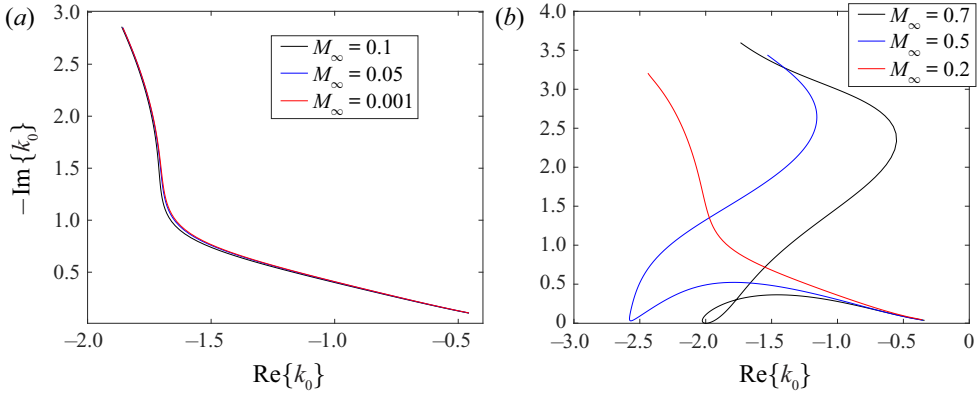 (a)
3.0
2.5
2.0
1.5
1.0
0.5
−2.0 −1.5 −1.0 −0.5
−Im{k₀}
Re{k₀}
M∞ = 0.1
M∞ = 0.05
M∞ = 0.001
(b)
4.0
3.5
3.0
2.5
2.0
1.5
1.0
0.5
0
−3.0 −2.5 −2.0 −1.5 −1.0 −0.5 0
Re{k₀}
M∞ = 0.7
M∞ = 0.5
M∞ = 0.2